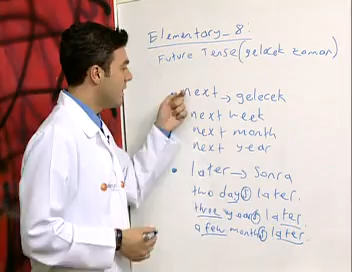 Elementary_8:
Future Tense (gelecek zaman)
next → gelecek
next week
next month
next year
• later → sonra
two days later.
three years later
a few months later